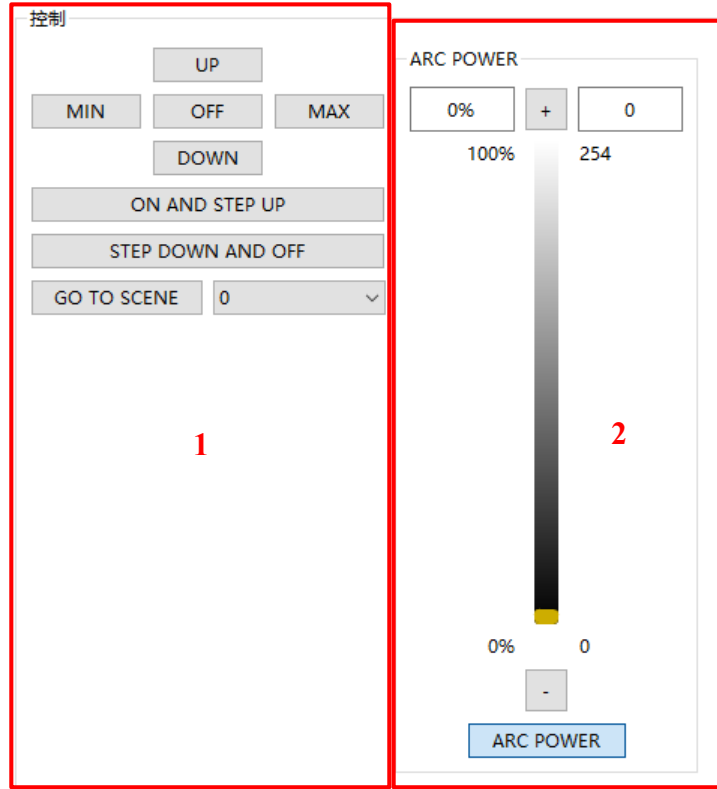 控制
UP
MIN OFF MAX
DOWN
ON AND STEP UP
STEP DOWN AND OFF
GO TO SCENE 0
1
ARC POWER
0% + 0
100% 254
2
0% 0
-
ARC POWER